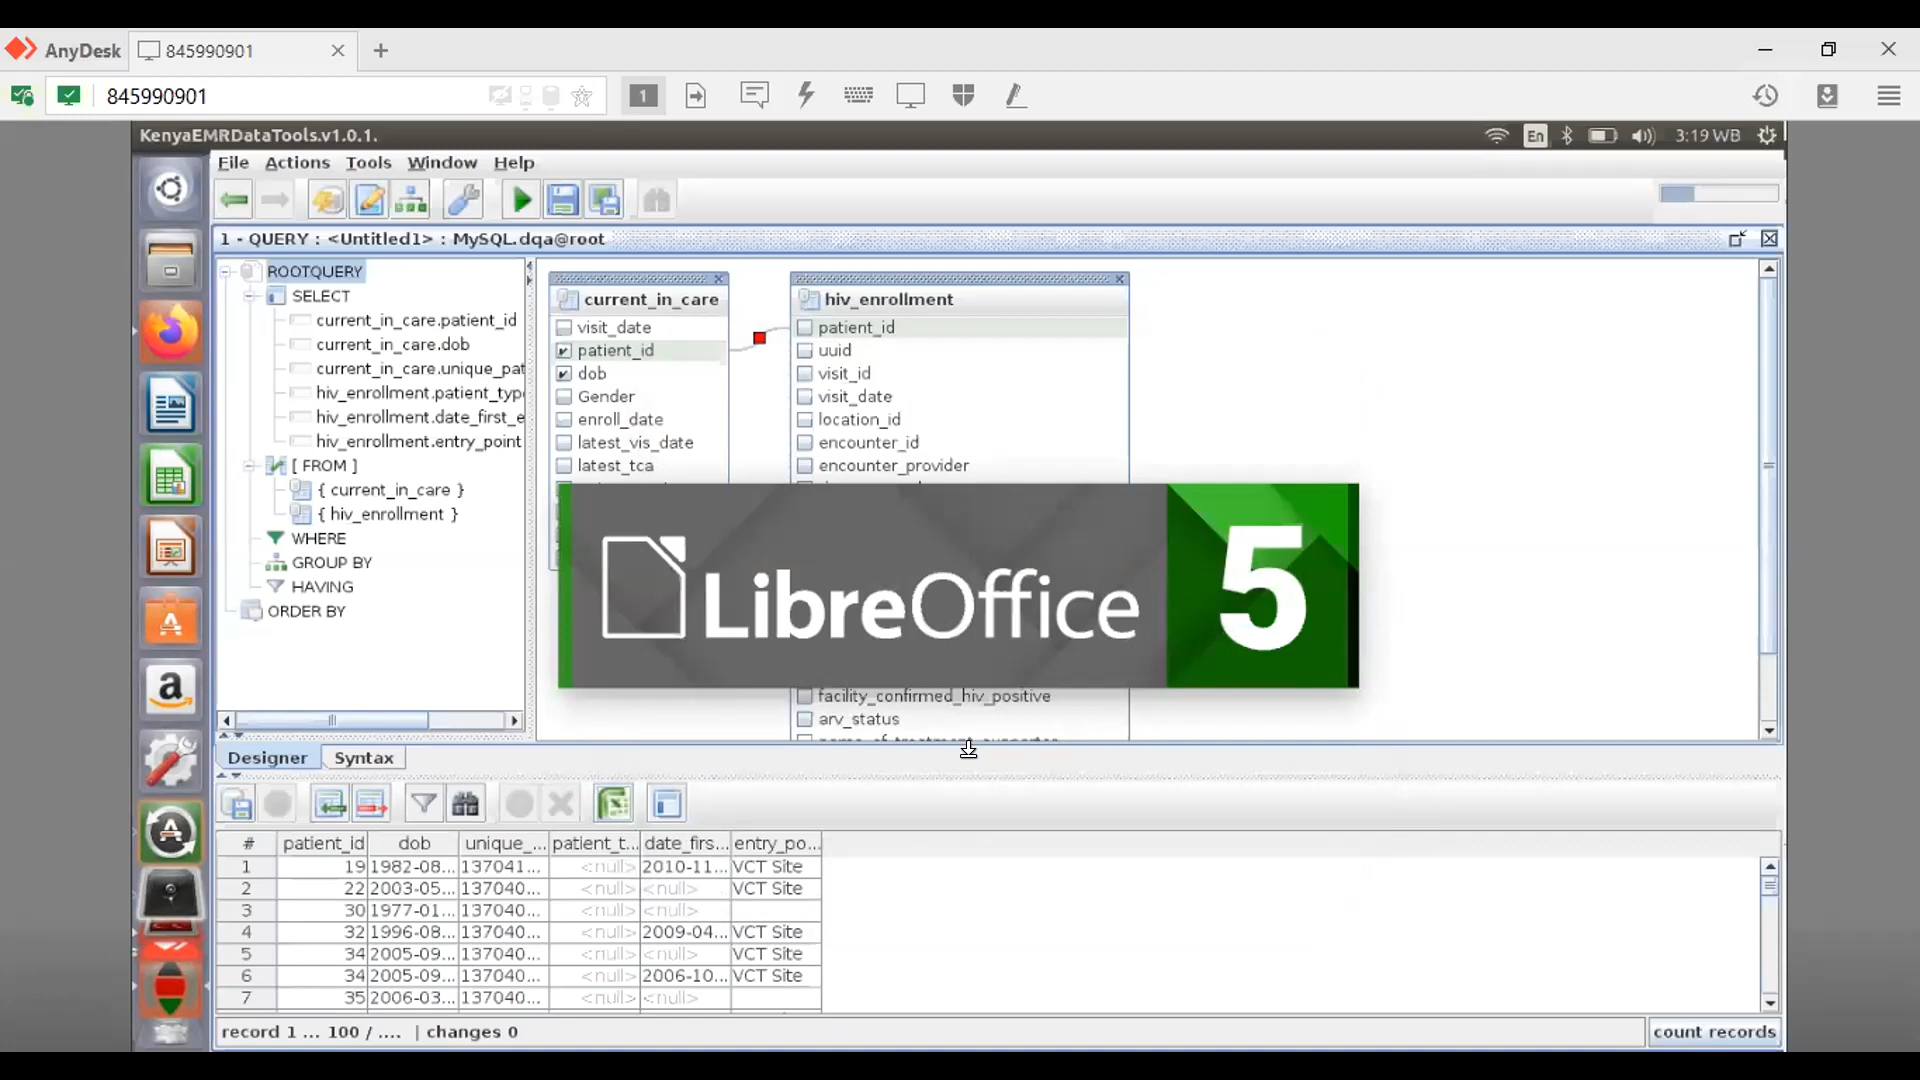 AnyDesk
845990901
845990901
1
KenyaEMRDataTools.v1.0.1.
En
3:19 WB
File Actions Tools Window Help
1 - QUERY : <Untitled1> : MySQL.dqa@root
ROOTQUERY
SELECT
current_in_care.patient_id
current_in_care.dob
current_in_care.unique_pat
hiv_enrollment.patient_typ
hiv_enrollment.date_first_e
hiv_enrollment.entry_point
[ FROM ]
{ current_in_care }
{ hiv_enrollment }
WHERE
GROUP BY
HAVING
ORDER BY
current_in_care
visit_date
patient_id
dob
Gender
enroll_date
latest_vis_date
latest_tca
hiv_enrollment
patient_id
uuid
visit_id
visit_date
location_id
encounter_id
encounter_provider
LibreOffice 5
facility_confirmed_hiv_positive
arv_status
Designer Syntax
# patient_id dob unique_... patient_t... date_firs... entry_po...
1 19 1982-08... 137041... <null> 2010-11... VCT Site
2 22 2003-05... 137040... <null> <null> VCT Site
3 30 1977-01... 137040... <null> <null>
4 32 1996-08... 137040... <null> 2009-04... VCT Site
5 34 2005-09... 137040... <null> <null> VCT Site
6 34 2005-09... 137040... <null> 2006-10... VCT Site
7 35 2006-03... 137040... <null> <null>
record 1 ... 100 / .... | changes 0
count records